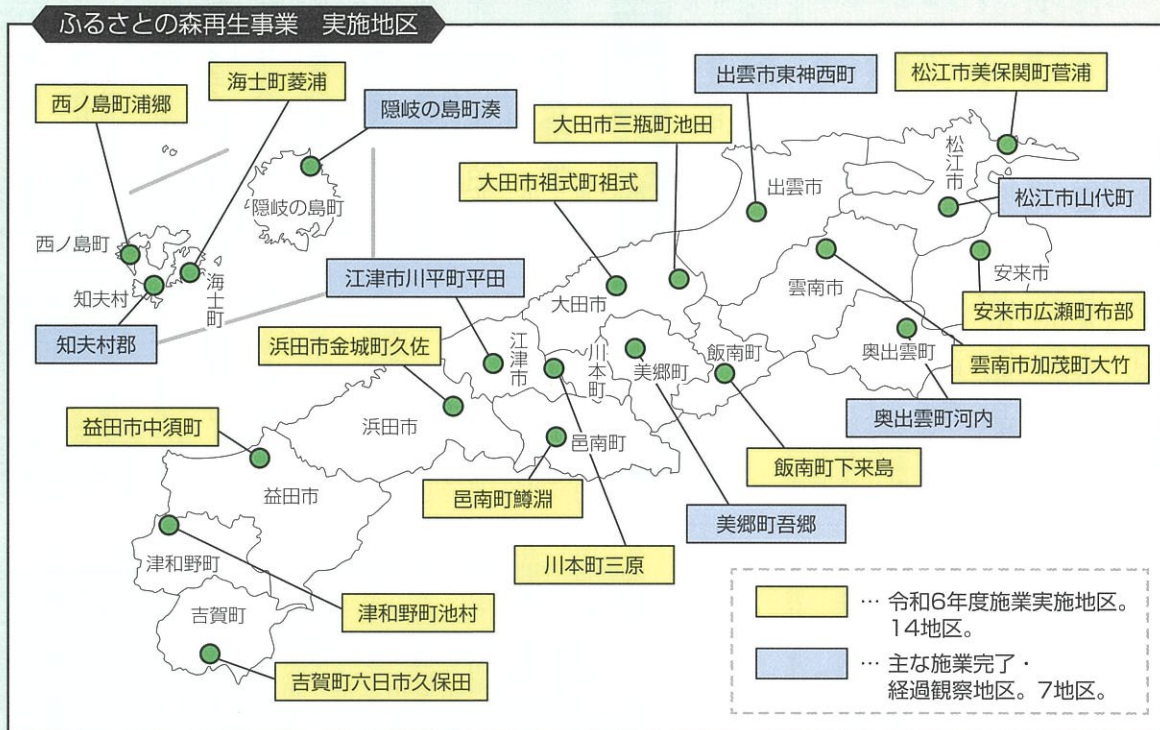 ふるさとの森再生事業　実施地区
西ノ島町浦郷
海士町菱浦
隠岐の島町湊
大田市三瓶町池田
出雲市東神西町
松江市美保関町菅浦
大田市祖式町祖式
松江市山代町
江津市川平町平田
知夫村郡
浜田市金城町久佐
安来市広瀬町布部
雲南市加茂町大竹
益田市中須町
奥出雲町河内
飯南町下来島
邑南町鱒淵
美郷町吾郷
川本町三原
津和野町池村
吉賀町六日市久保田
隠岐の島町
西ノ島町
知夫村
海士町
松江市
出雲市
安来市
雲南市
大田市
奥出雲町
飯南町
美郷町
川本町
江津市
浜田市
邑南町
益田市
津和野町
吉賀町
… 令和6年度施業実施地区。
14地区。
… 主な施業完了・
経過観察地区。7地区。